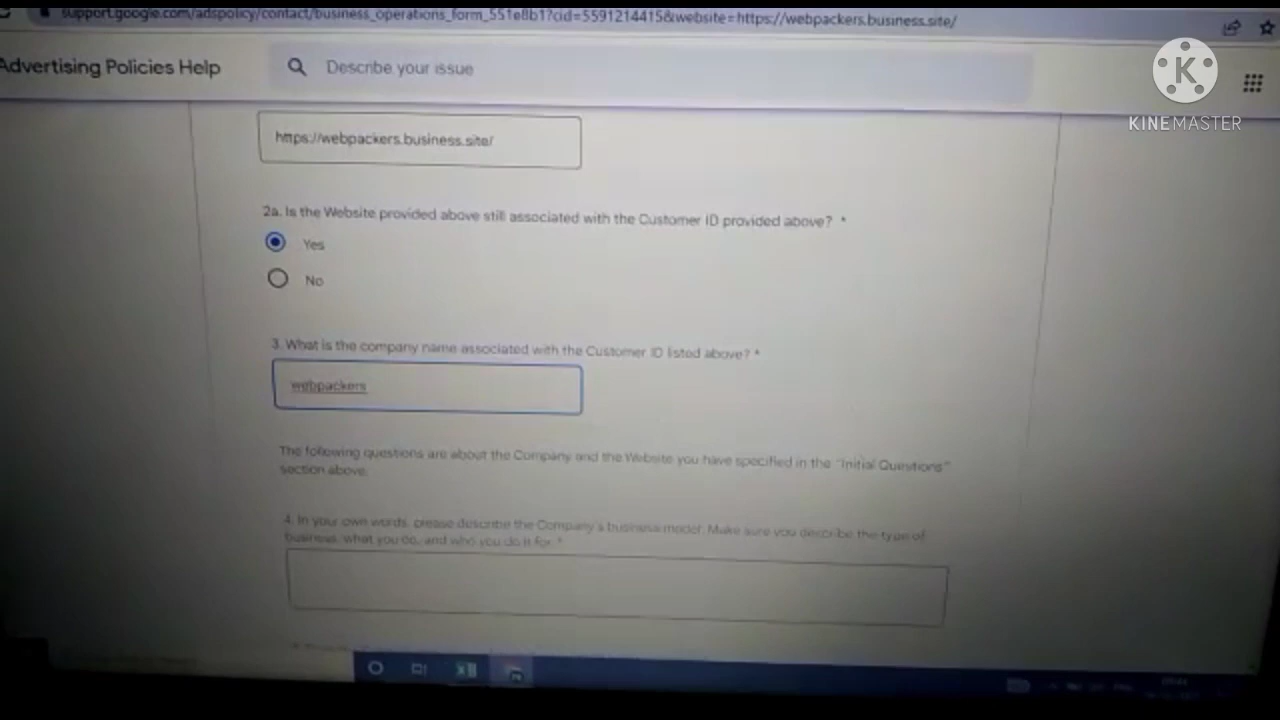 support.google.com/adspolicy/contact/business_operations_form_551e8b1?cid=5591214415&website=https://webpackers.business.site/
Advertising Policies Help
Describe your issue
K
KINEMASTER
https://webpackers.business.site/
2a. Is the Website provided above still associated with the Customer ID provided above? *
Yes
No
3. What is the company name associated with the Customer ID listed above? *
webpackers
The following questions are about the Company and the Website you have specified in the "Initial Questions"
section above.
4. In your own words, please describe the Company's business model. Make sure you describe the type of
business, what you do, and who you do it for. *